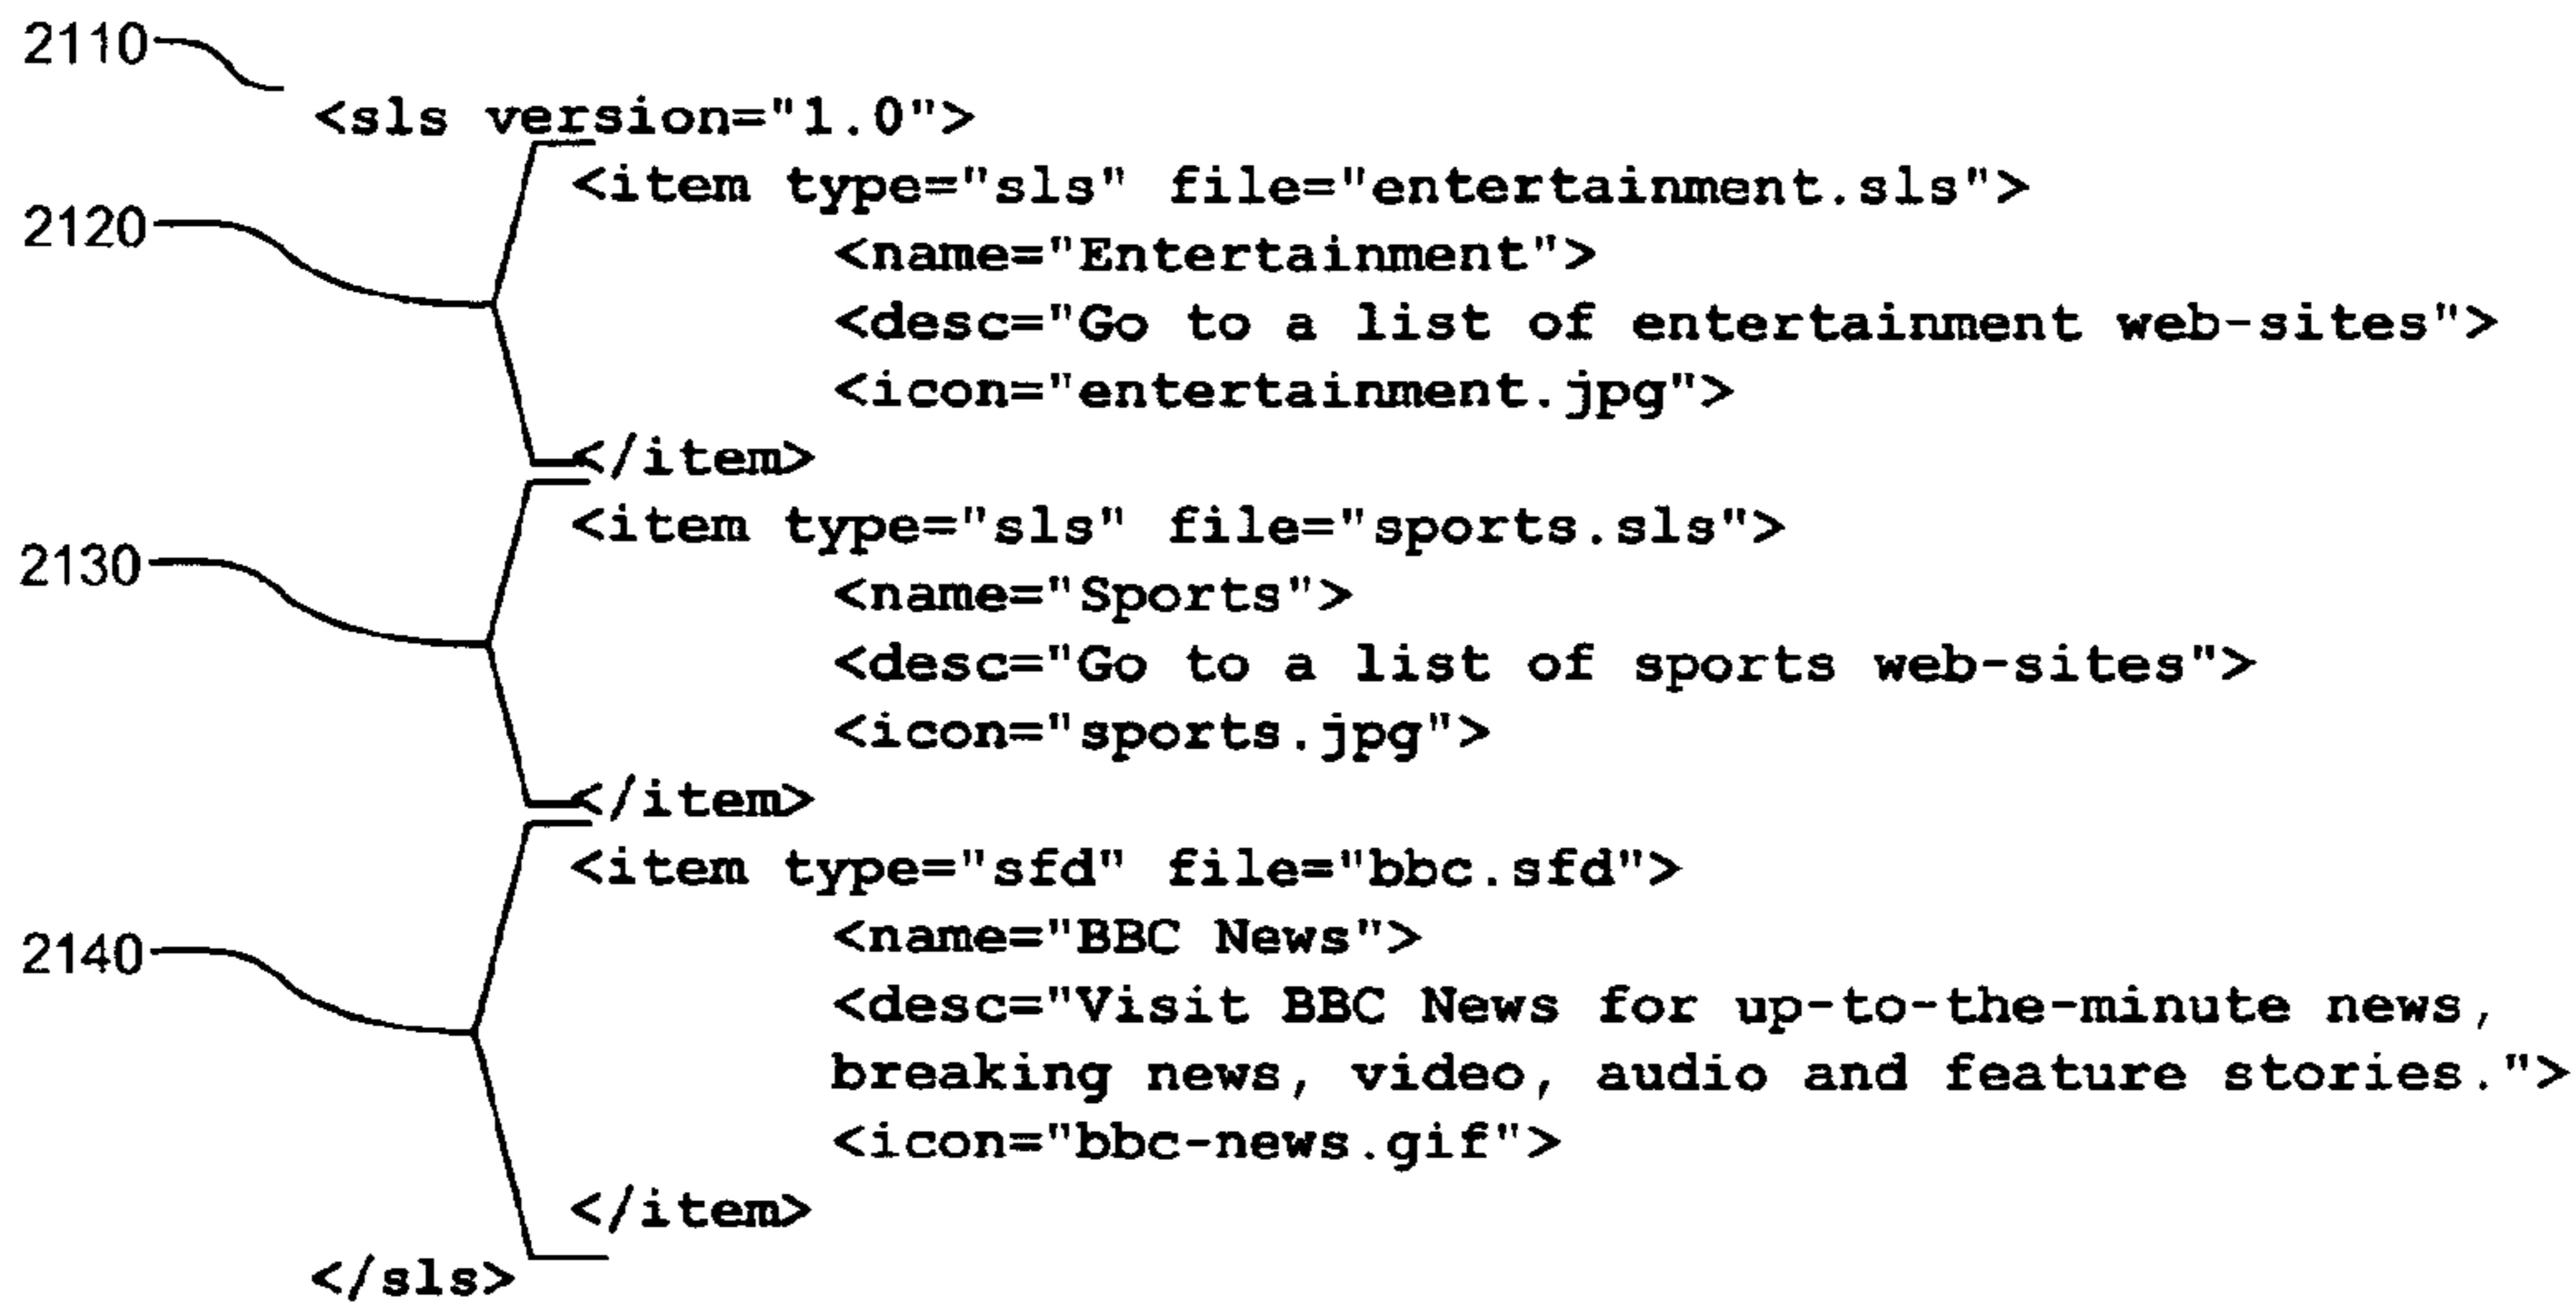 2110
<sls version="1.0">
<item type="sls" file="entertainment.sls">
2120
<name="Entertainment">
<desc="Go to a list of entertainment web-sites">
<icon="entertainment.jpg">
</item>
<item type="sls" file="sports.sls">
2130
<name="Sports">
<desc="Go to a list of sports web-sites">
<icon="sports.jpg">
</item>
<item type="sfd" file="bbc.sfd">
2140
<name="BBC News">
<desc="Visit BBC News for up-to-the-minute news,
breaking news, video, audio and feature stories.">
<icon="bbc-news.gif">
</item>
</sls>